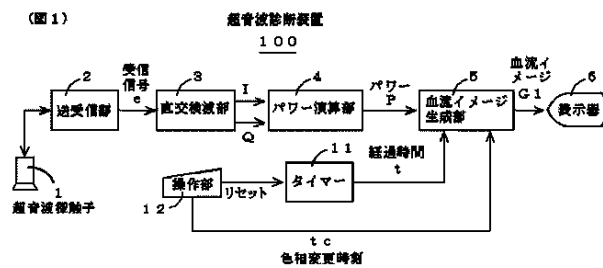 (図1)
超音波診断装置
100
受信
信号
e
血流イ
メージ
G1
2
送受信部
3
直交検波部
I
Q
4
パワー演算部
パワー
P
5
血流イメージ
生成部
6
表示器
1
超音波探触子
12
操作部
リセット
11
タイマー
経過時間
t
tc
色相変更時刻